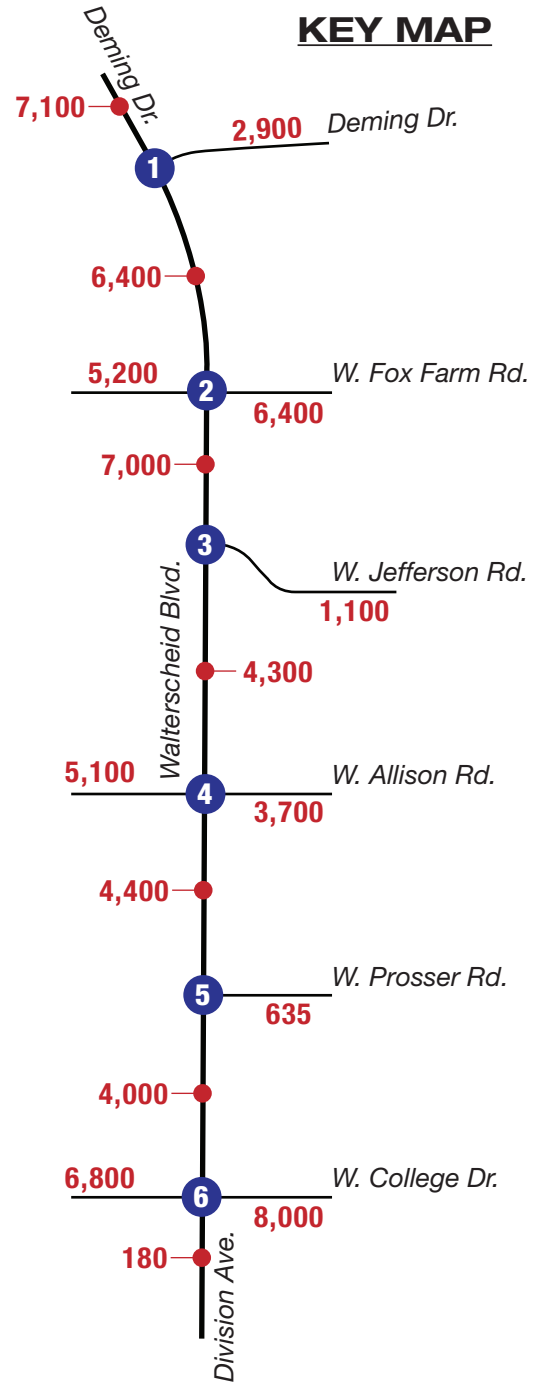 KEY MAP
Deming Dr.
7,100
2,900
Deming Dr.
1
6,400
5,200
W. Fox Farm Rd.
2
6,400
7,000
3
W. Jefferson Rd.
1,100
Walterscheid Blvd.
4,300
5,100
W. Allison Rd.
4
3,700
4,400
W. Prosser Rd.
5
635
4,000
6,800
W. College Dr.
6
8,000
180
Division Ave.